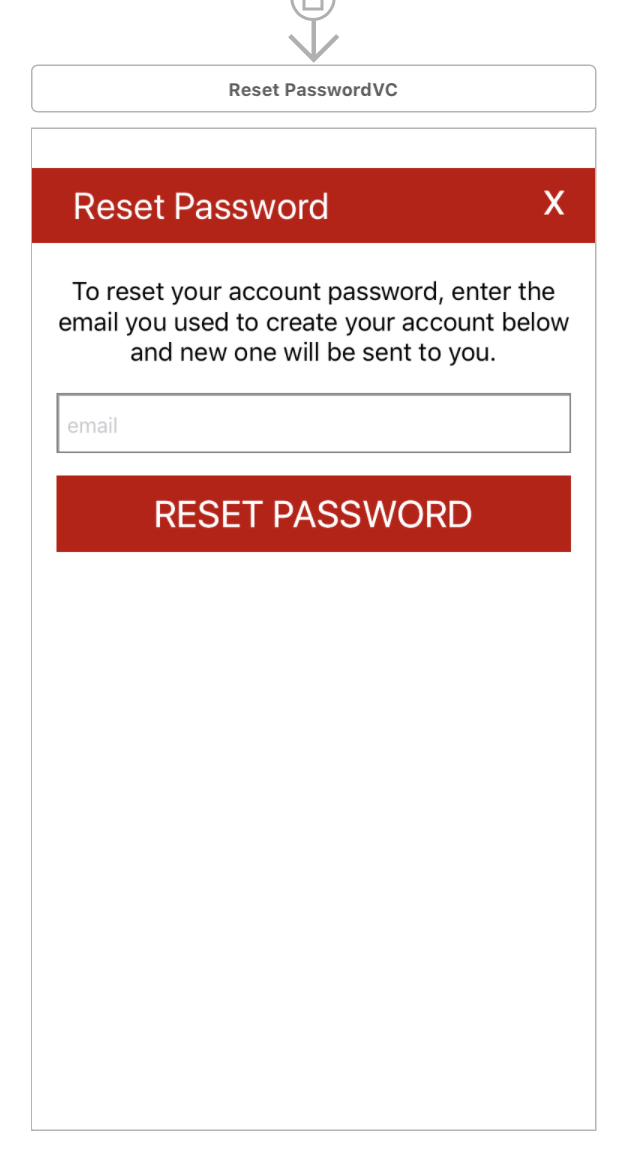 Reset PasswordVC
Reset Password X
To reset your account password, enter the
email you used to create your account below
and new one will be sent to you.
email
RESET PASSWORD